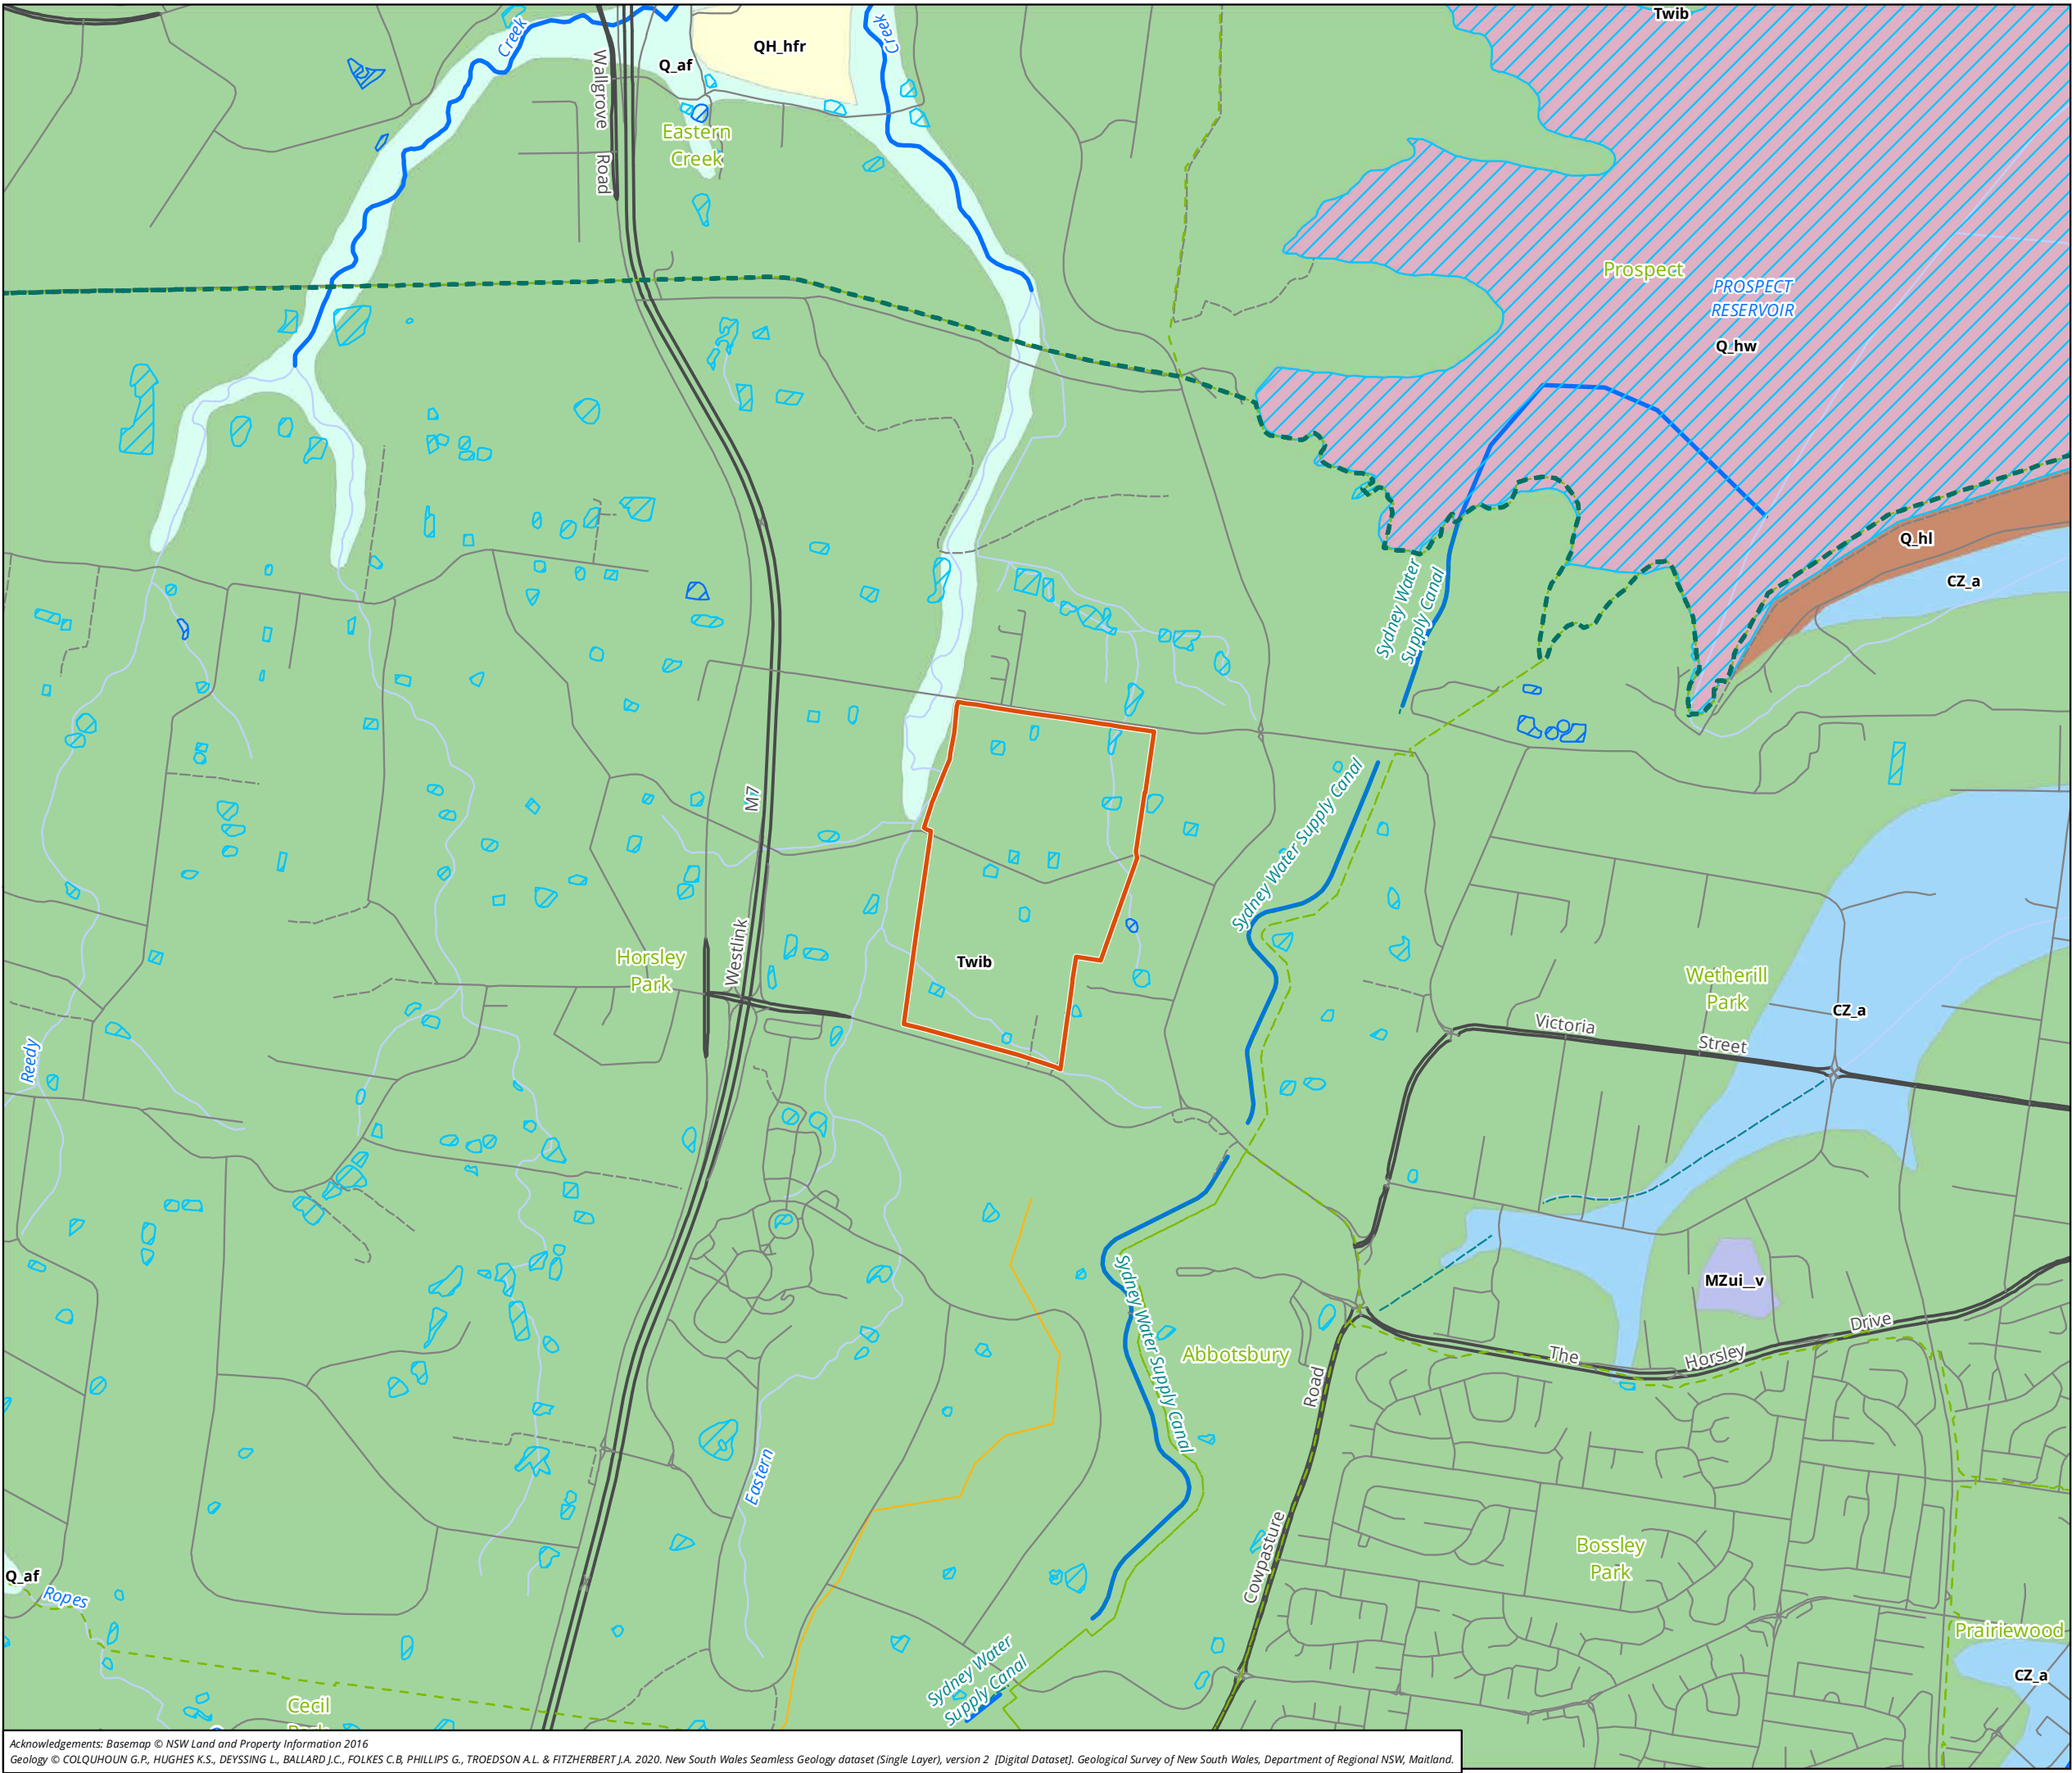 Twib
Creek
Creek
QH_hfr
Q_af
Wallgrove
Road
Eastern
Creek
Prospect
PROSPECT
RESERVOIR
Q_hw
Q_hl
CZ_a
Sydney Water
Supply Canal
Sydney Water Supply Canal
M7
Westlink
Horsley
Park
Twib
Wetherill
Park
CZ_a
Victoria
Street
Reedy
MZui__v
Sydney Water Supply Canal
Abbotsbury
The
Horsley
Drive
Road
Eastern
Cowpasture
Bossley
Park
Q_af
Ropes
Prairiewood
CZ_a
Sydney Water
Supply Canal
Cecil
Park
Acknowledgements: Basemap © NSW Land and Property Information 2016
Geology © COLQUHOUN G.P., HUGHES K.S., DEYSSING L., BALLARD J.C., FOLKES C.B, PHILLIPS G., TROEDSON A.L. & FITZHERBERT J.A. 2020. New South Wales Seamless Geology dataset (Single Layer), version 2 [Digital Dataset]. Geological Survey of New South Wales, Department of Regional NSW, Maitland.